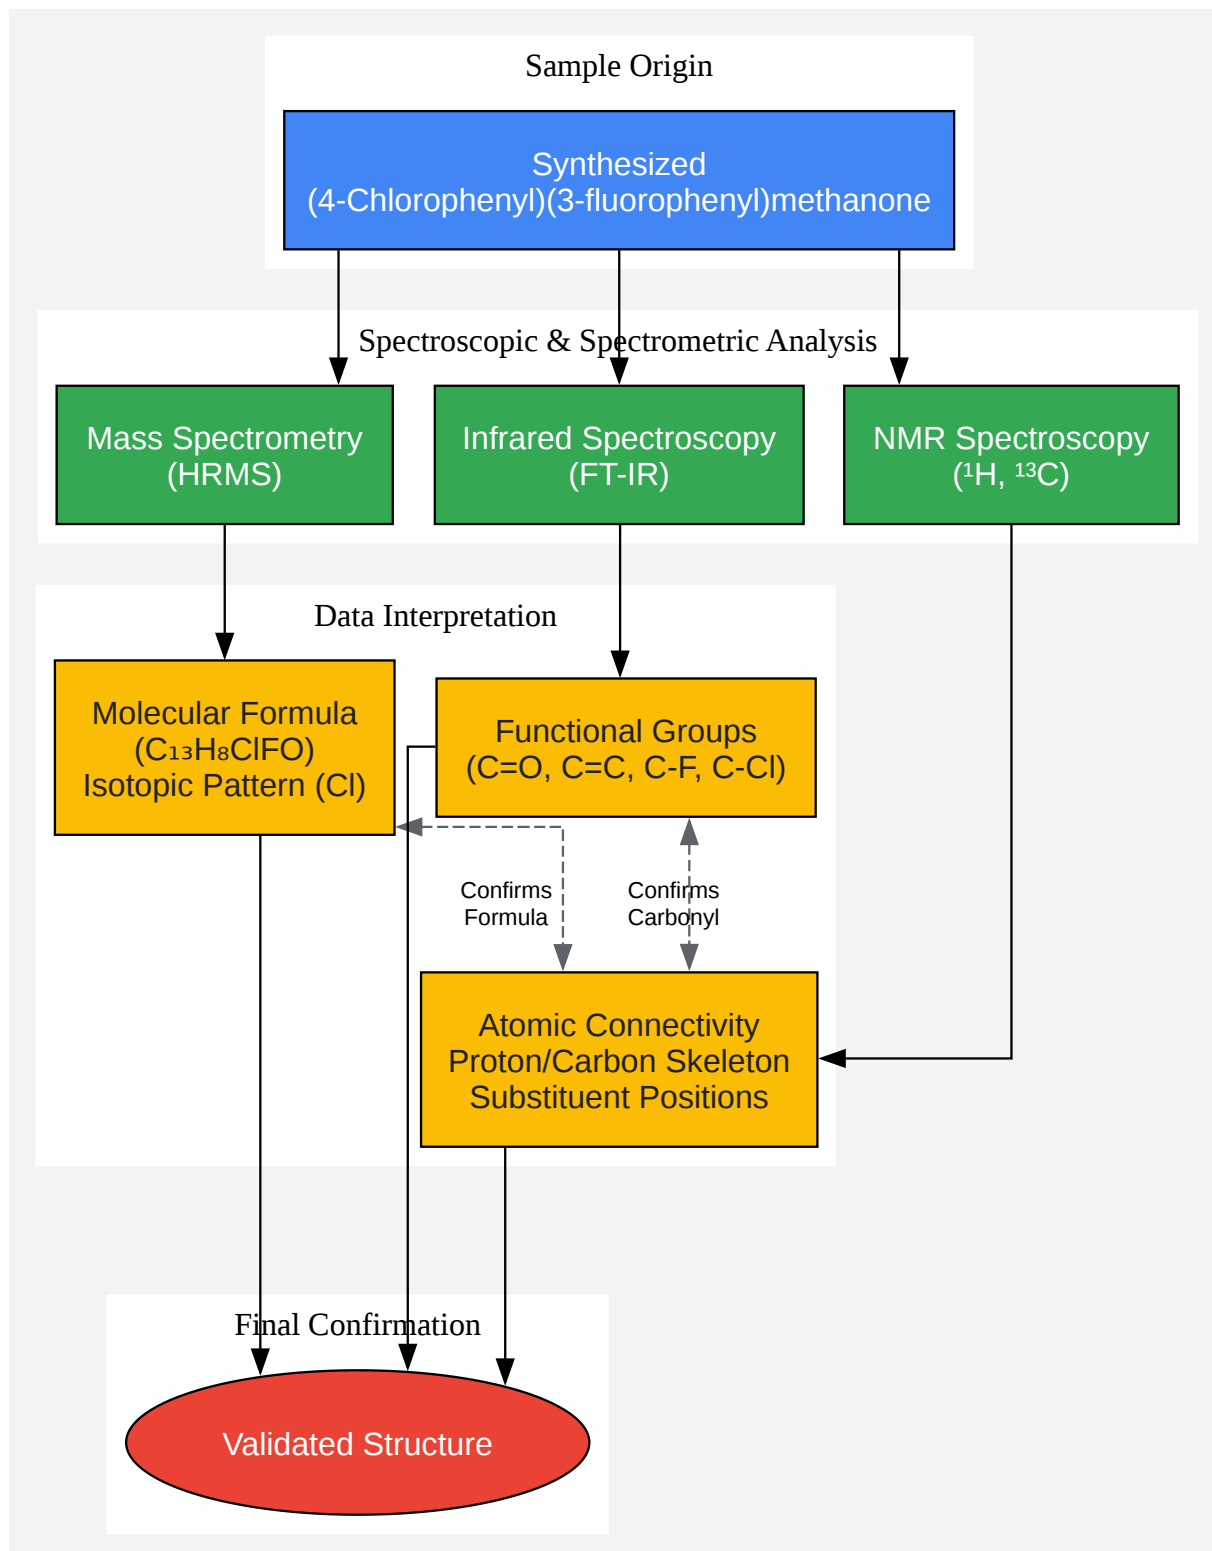 Sample Origin
Synthesized
(4-Chlorophenyl)(3-fluorophenyl)methanone
Spectroscopic & Spectrometric Analysis
Mass Spectrometry
(HRMS)
Infrared Spectroscopy
(FT-IR)
NMR Spectroscopy
(¹H, ¹³C)
Data Interpretation
Molecular Formula
(C₁₃H₈ClFO)
Isotopic Pattern (Cl)
Functional Groups
(C=O, C=C, C-F, C-Cl)
Confirms
Formula
Confirms
Carbonyl
Atomic Connectivity
Proton/Carbon Skeleton
Substituent Positions
Final Confirmation
Validated Structure